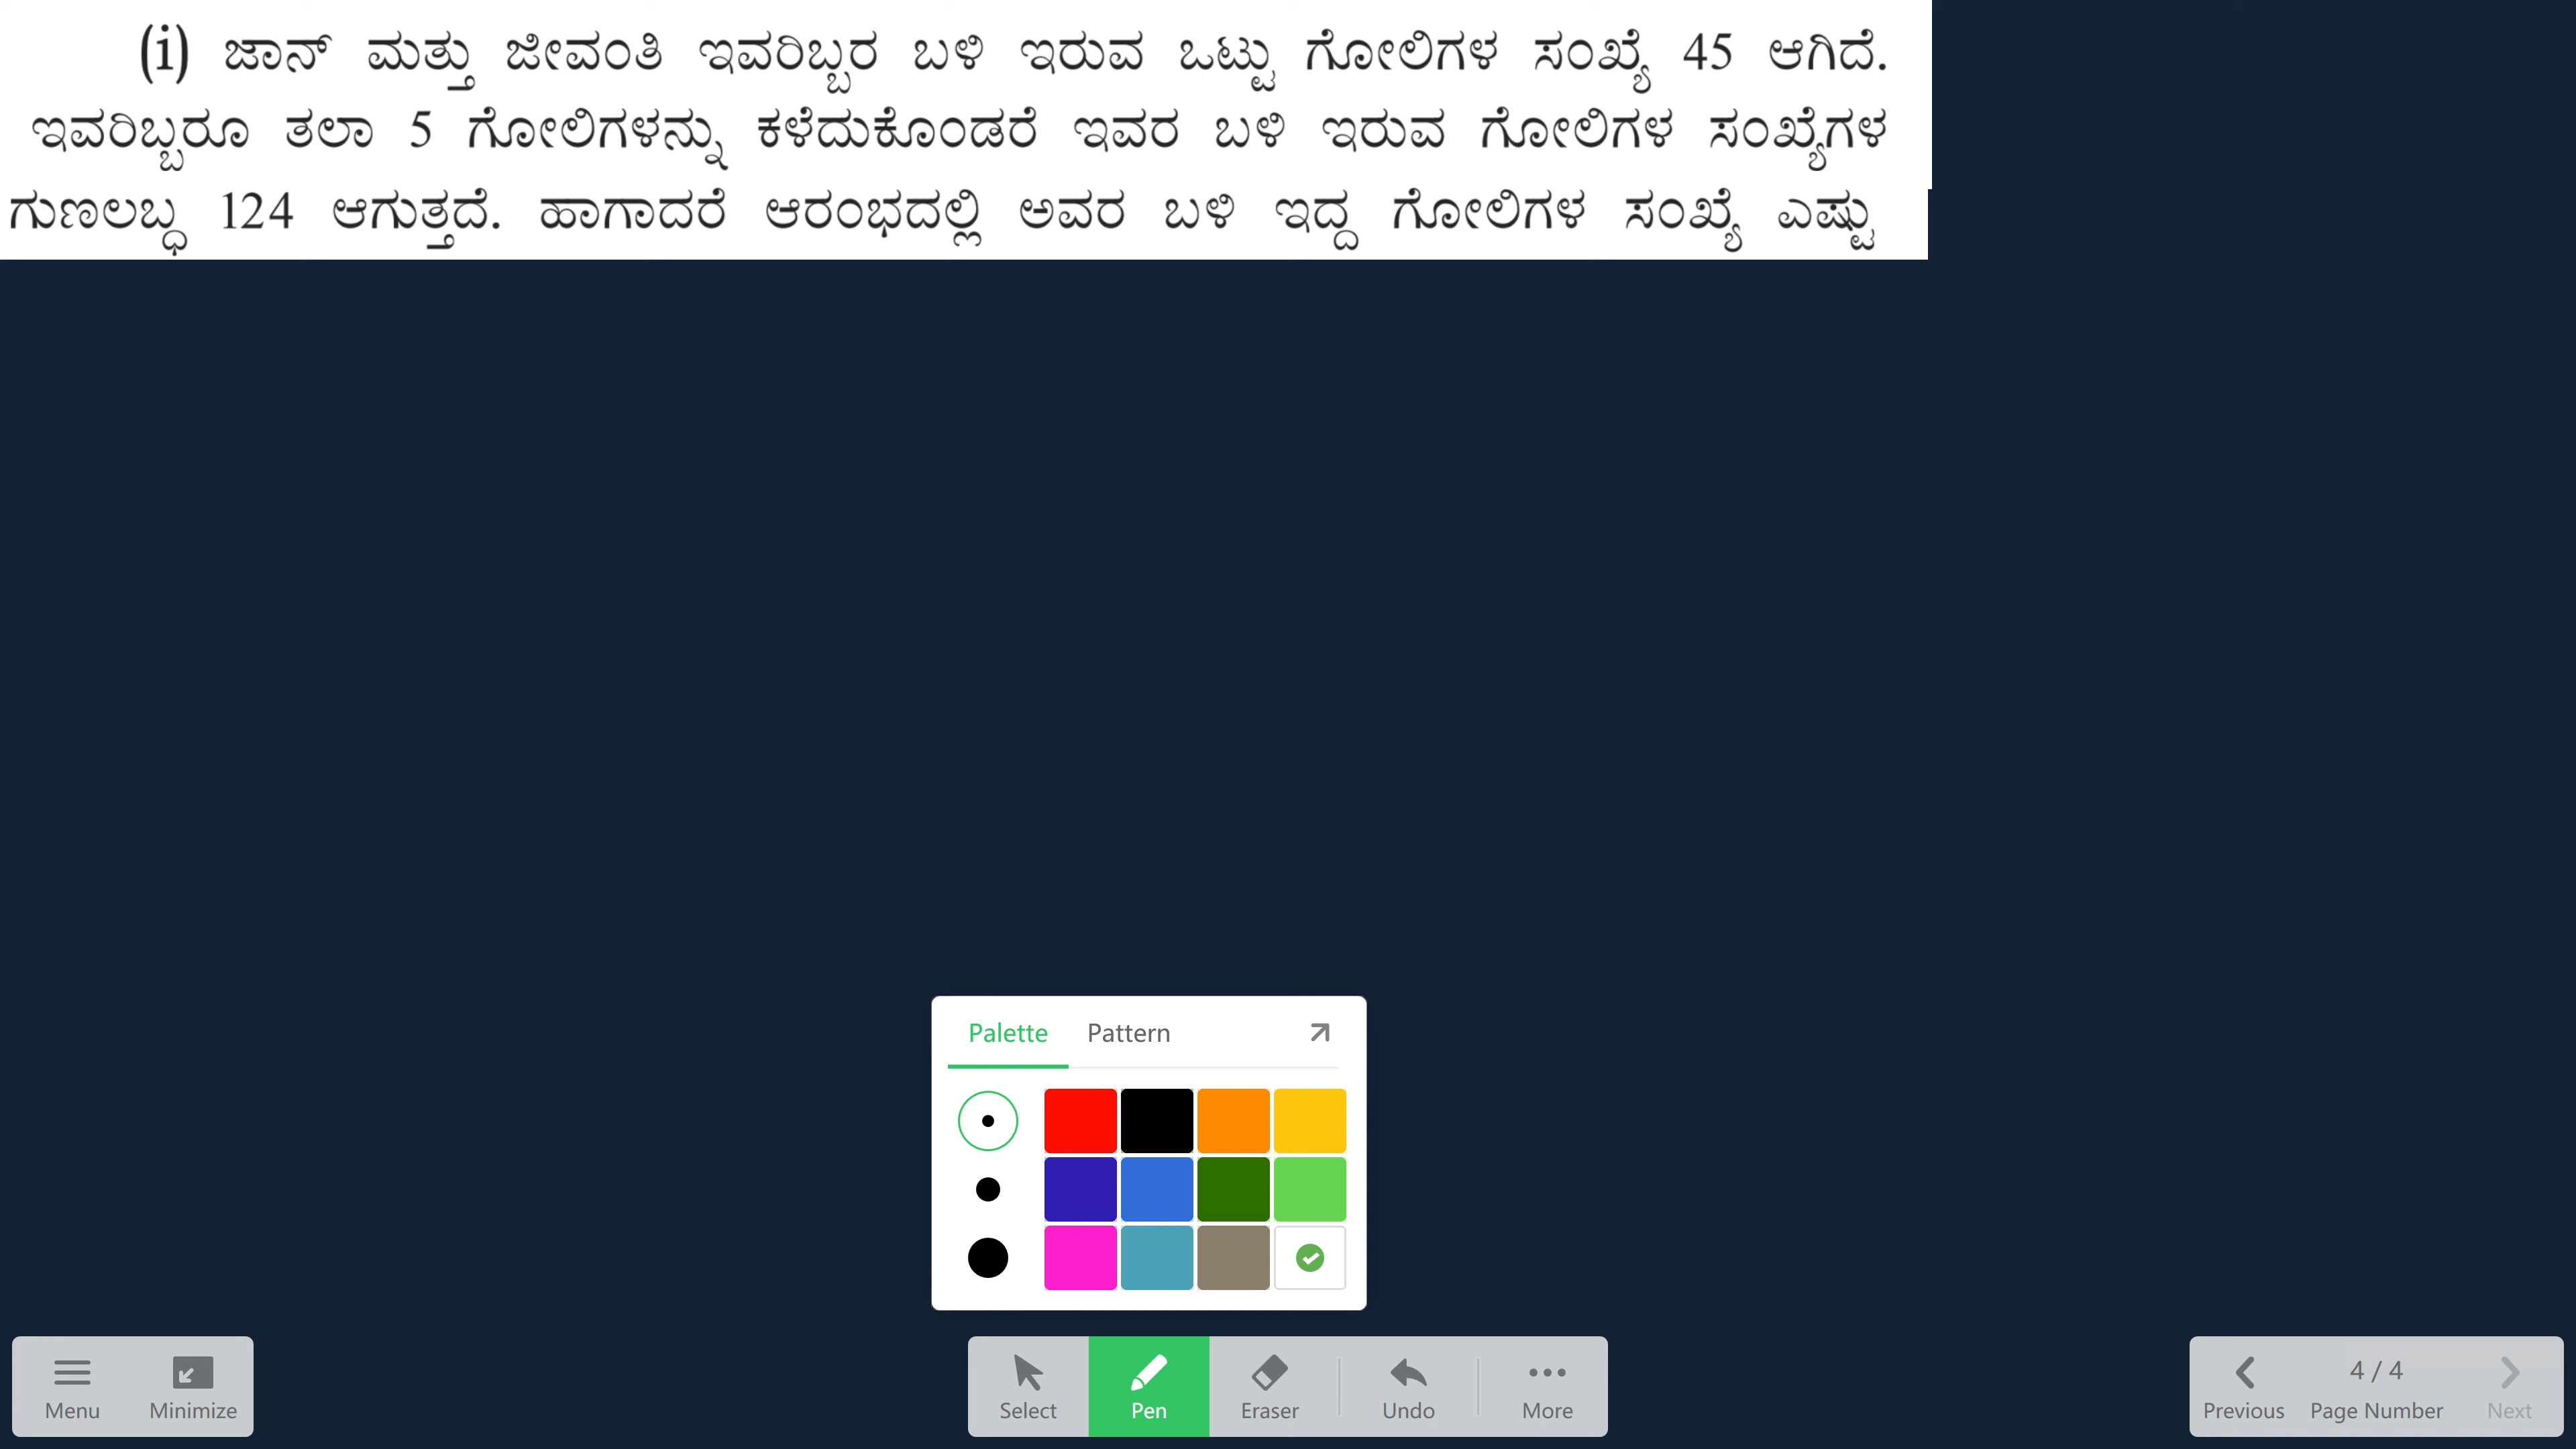 (i) ಜಾನ್ ಮತ್ತು ಜೀವಂತಿ ಇವರಿಬ್ಬರ ಬಳಿ ಇರುವ ಒಟ್ಟು ಗೋಲಿಗಳ ಸಂಖ್ಯೆ 45 ಆಗಿದೆ.
ಇವರಿಬ್ಬರೂ ತಲಾ 5 ಗೋಲಿಗಳನ್ನು ಕಳೆದುಕೊಂಡರೆ ಇವರ ಬಳಿ ಇರುವ ಗೋಲಿಗಳ ಸಂಖ್ಯೆಗಳ
ಗುಣಲಬ್ಧ 124 ಆಗುತ್ತದೆ. ಹಾಗಾದರೆ ಆರಂಭದಲ್ಲಿ ಅವರ ಬಳಿ ಇದ್ದ ಗೋಲಿಗಳ ಸಂಖ್ಯೆ ಎಷ್ಟು
Palette Pattern
Menu Minimize Select Pen Eraser Undo More Previous 4 / 4 Page Number Next